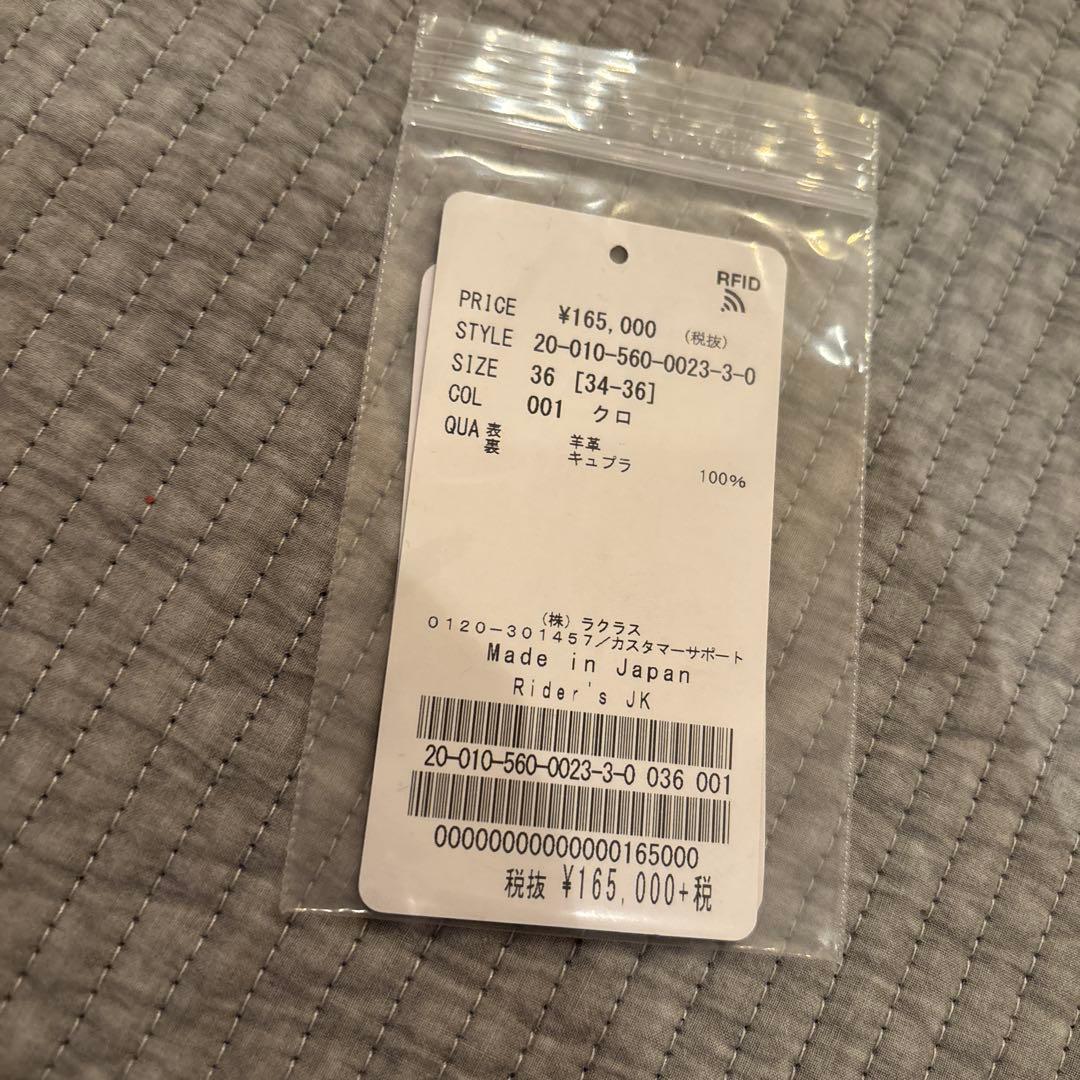 RFID
PRICE ¥165,000 (税抜)
STYLE 20-010-560-0023-3-0
SIZE 36 [34-36]
COL 001 クロ
QUA 表 羊革
裏 キュプラ 100%
(株) ラクラス
0120-301457/カスタマーサポート
Made in Japan
Rider's JK
20-010-560-0023-3-0 036 001
00000000000000165000
税抜 ¥165,000+税